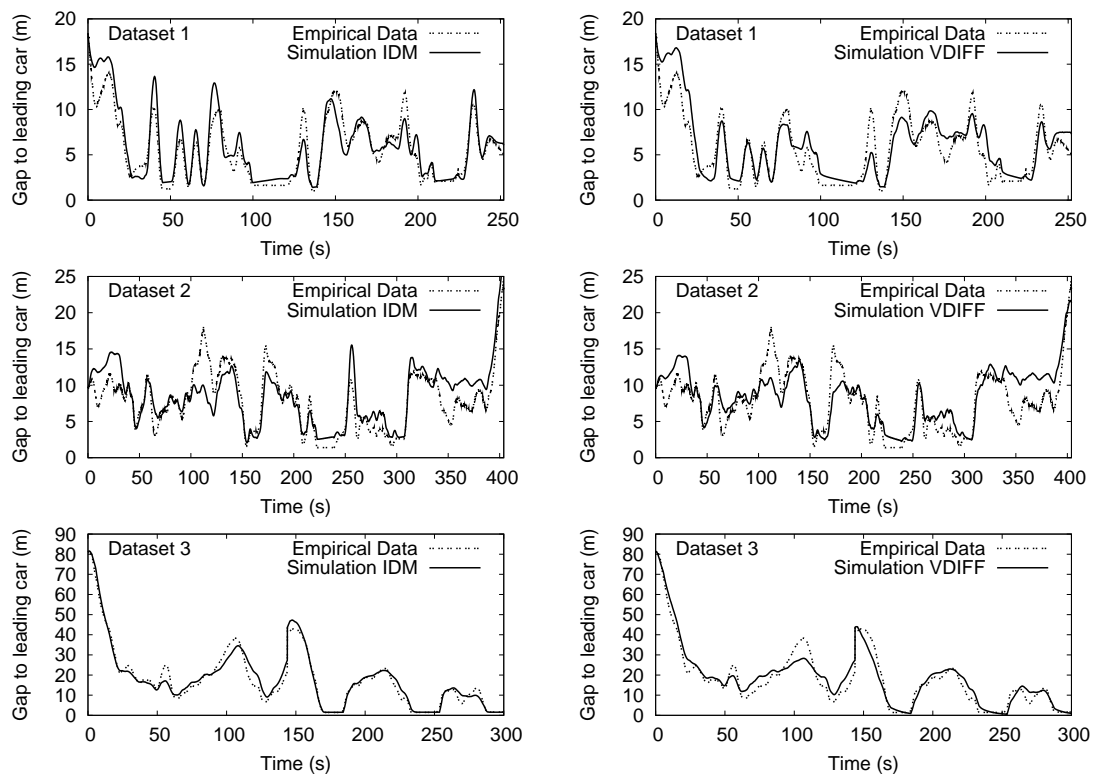 Gap to leading car (m)
20
15
10
5
0
Dataset 1
Empirical Data
Simulation IDM
0 50 100 150 200 250
Time (s)
Gap to leading car (m)
20
15
10
5
0
Dataset 1
Empirical Data
Simulation VDIFF
0 50 100 150 200 250
Time (s)
Gap to leading car (m)
25
20
15
10
5
0
Dataset 2
Empirical Data
Simulation IDM
0 50 100 150 200 250 300 350 400
Time (s)
Gap to leading car (m)
25
20
15
10
5
0
Dataset 2
Empirical Data
Simulation VDIFF
0 50 100 150 200 250 300 350 400
Time (s)
Gap to leading car (m)
90
80
70
60
50
40
30
20
10
0
Dataset 3
Empirical Data
Simulation IDM
0 50 100 150 200 250 300
Time (s)
Gap to leading car (m)
90
80
70
60
50
40
30
20
10
0
Dataset 3
Empirical Data
Simulation VDIFF
0 50 100 150 200 250 300
Time (s)